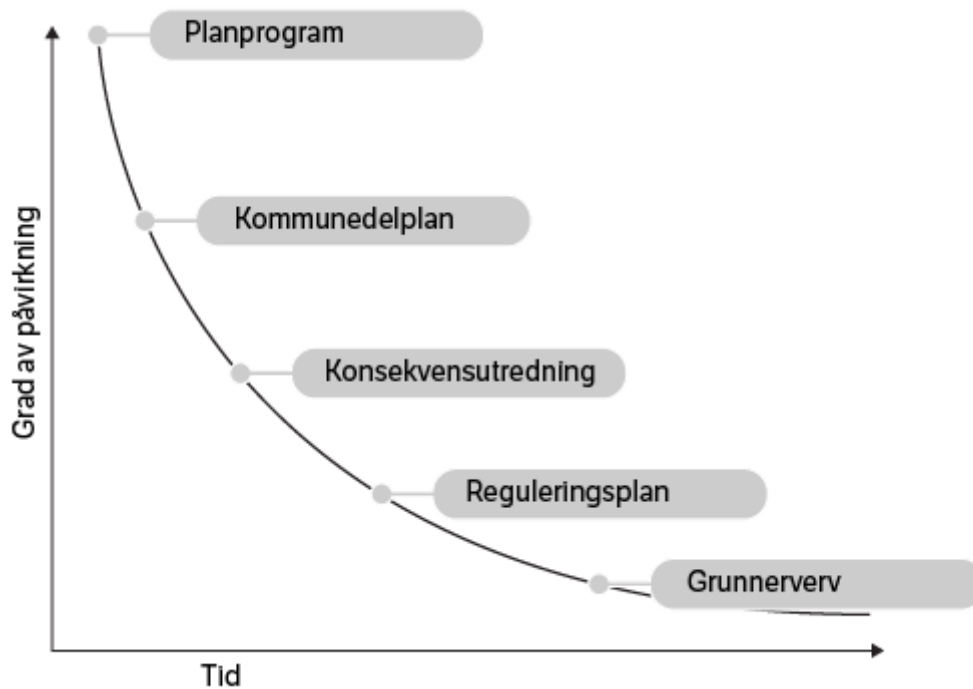 Planprogram
Kommunedelplan
Grad av påvirkning
Konsekvensutredning
Reguleringsplan
Grunnerverv
Tid